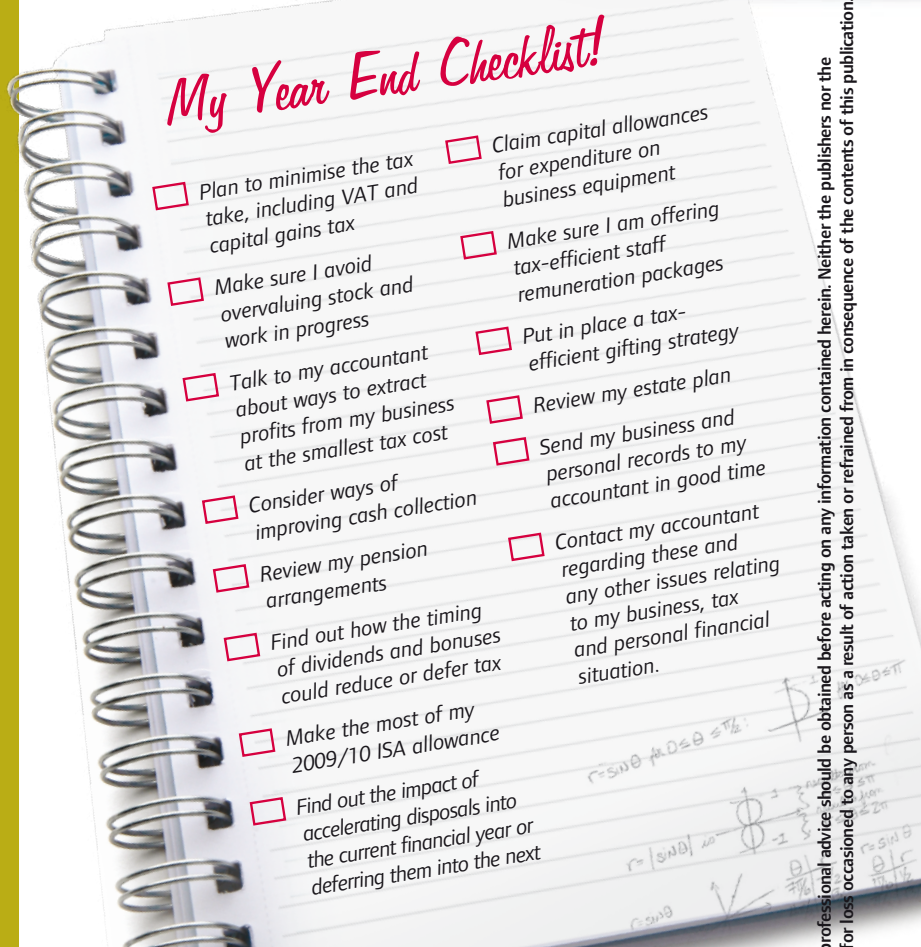 My Year End Checklist!
Plan to minimise the tax
take, including VAT and
capital gains tax
Make sure I avoid
overvaluing stock and
work in progress
Talk to my accountant
about ways to extract
profits from my business
at the smallest tax cost
Consider ways of
improving cash collection
Review my pension
arrangements
Find out how the timing
of dividends and bonuses
could reduce or defer tax
Make the most of my
2009/10 ISA allowance
Find out the impact of
accelerating disposals into
the current financial year or
deferring them into the next
Claim capital allowances
for expenditure on
business equipment
Make sure I am offering
tax-efficient staff
remuneration packages
Put in place a tax-
efficient gifting strategy
Review my estate plan
Send my business and
personal records to my
accountant in good time
Contact my accountant
regarding these and
any other issues relating
to my business, tax
and personal financial
situation.
r=sinθ 0≤θ≤π/2:
0≤θ≤π
r=|sinθ|
r=sinθ
r=sinθ
advice should be obtained before acting on any information contained herein. Neither the publishers nor the
for loss occasioned to any person as a result of action taken or refrained from in consequence of the contents of this publication.